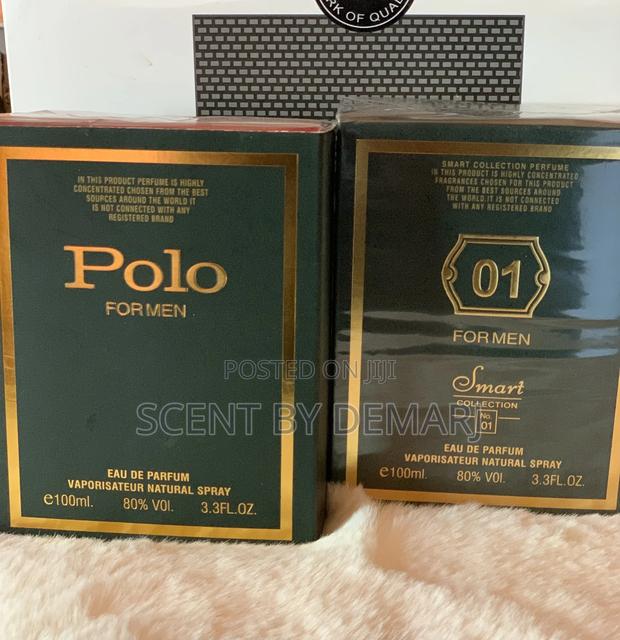 RK OF QUAL
IN THIS PRODUCT PERFUME IS HIGHLY
CONCENTRATED CHOSEN FROM THE BEST
SOURCES AROUND THE WORLD IT
IS NOT CONNECTED WITH ANY
REGISTERED BRAND
Polo
FOR MEN
EAU DE PARFUM
VAPORISATEUR NATURAL SPRAY
e100ml. 80% VOl. 3.3FL.OZ.
SMART COLLECTION PERFUME
IN THIS PRODUCT IS HIGHLY CONCENTRATED
FRAGRANCES CHOSEN FOR THIS PRODUCT
FROM THE BEST SOURCES AROUND
THE WORLD.IT IS NOT CONNECTED
WITH ANY REGISTERED BRAND
01
FOR MEN
Smart
COLLECTION
No.
01
EAU DE PARFUM
VAPORISATEUR NATURAL SPRAY
e100ml. 80% VOl. 3.3FL.OZ.
POSTED ON JIJI
SCENT BY DEMARJ